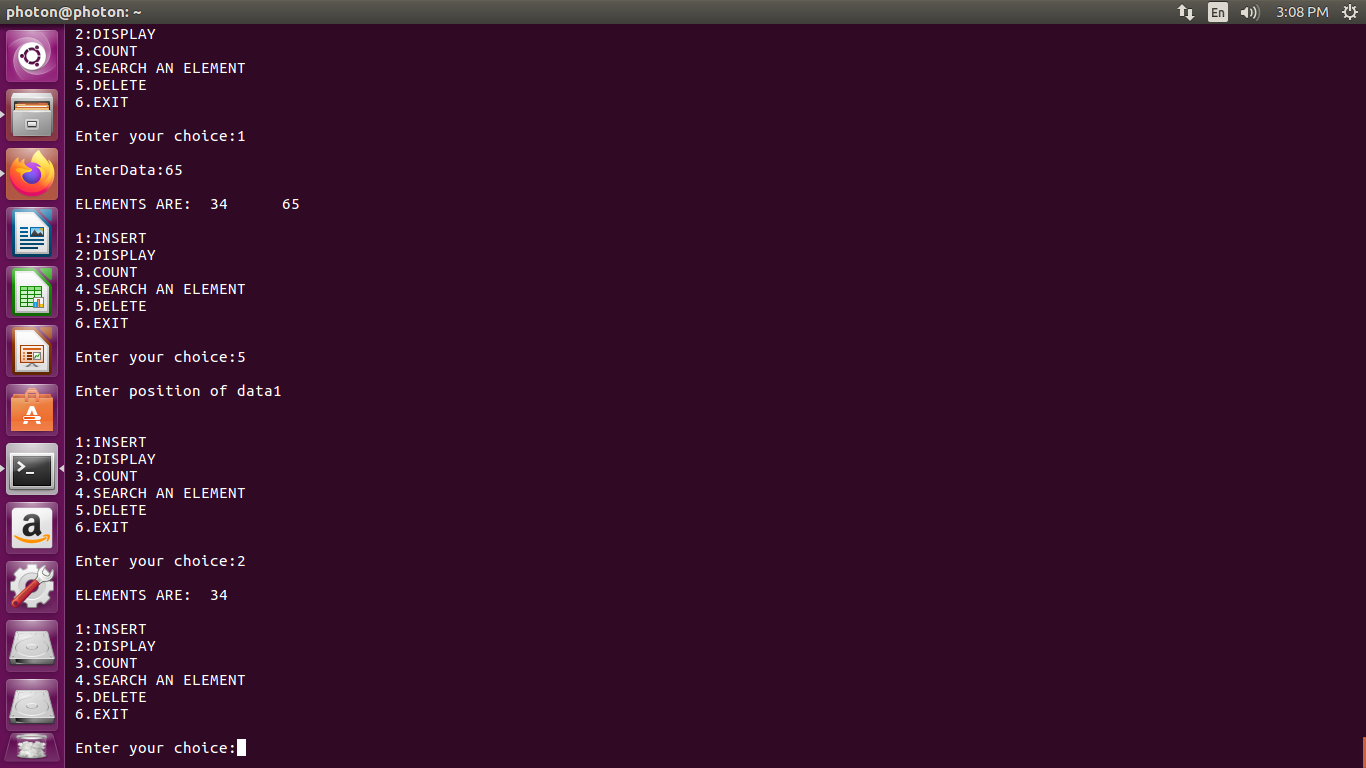 photon@photon: ~
En
3:08 PM
2:DISPLAY
3.COUNT
4.SEARCH AN ELEMENT
5.DELETE
6.EXIT
Enter your choice:1
EnterData:65
ELEMENTS ARE:  34      65
1:INSERT
2:DISPLAY
3.COUNT
4.SEARCH AN ELEMENT
5.DELETE
6.EXIT
Enter your choice:5
Enter position of data1
1:INSERT
2:DISPLAY
3.COUNT
4.SEARCH AN ELEMENT
5.DELETE
6.EXIT
Enter your choice:2
ELEMENTS ARE:  34
1:INSERT
2:DISPLAY
3.COUNT
4.SEARCH AN ELEMENT
5.DELETE
6.EXIT
Enter your choice: